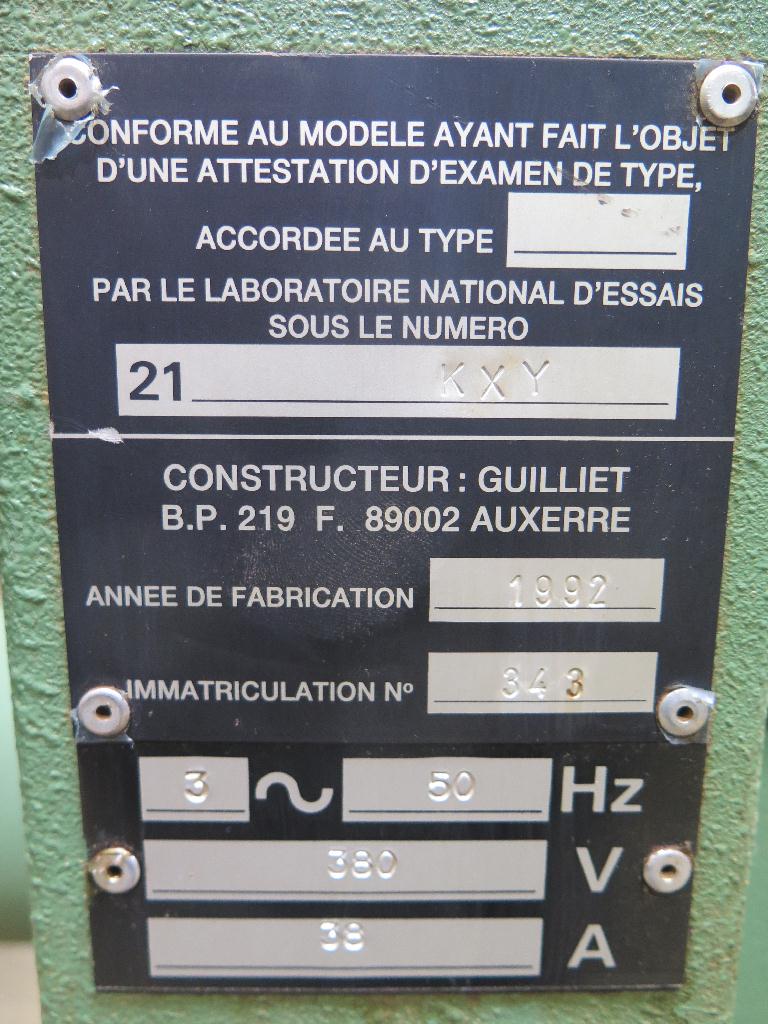 CONFORME AU MODELE AYANT FAIT L'OBJET
D'UNE ATTESTATION D'EXAMEN DE TYPE,
ACCORDEE AU TYPE
PAR LE LABORATOIRE NATIONAL D'ESSAIS
SOUS LE NUMERO
21 KXY
CONSTRUCTEUR : GUILLIET
B.P. 219 F. 89002 AUXERRE
ANNEE DE FABRICATION 1992
IMMATRICULATION Nº 343
3 ~ 50 Hz
380 V
38 A